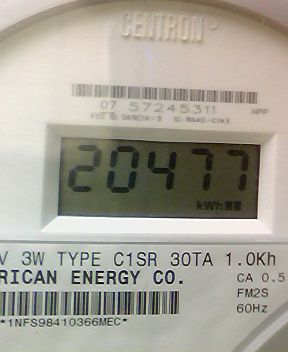 CENTRON®
07 57245311
20477
kWh
V 3W TYPE C1SR 30TA 1.0Kh
RICAN ENERGY CO.
CA 0.5
FM2S
60Hz
*1NFS98410366MEC*